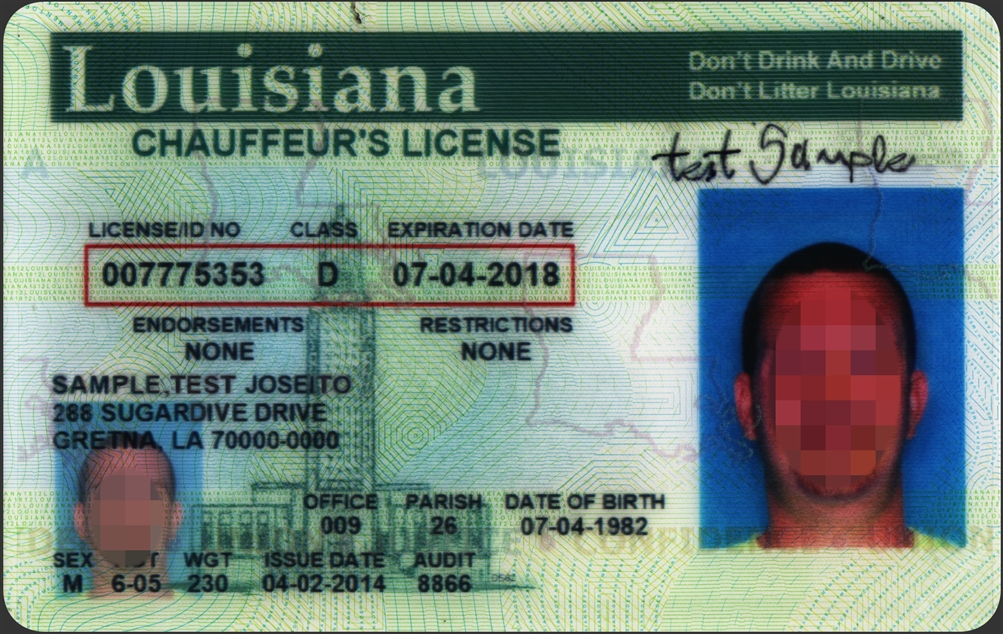 Louisiana
Don't Drink And Drive
Don't Litter Louisiana
CHAUFFEUR'S LICENSE
test Sample
LICENSE/ID NO CLASS EXPIRATION DATE
007775353 D 07-04-2018
ENDORSEMENTS RESTRICTIONS
NONE NONE
SAMPLE,TEST JOSEITO
288 SUGARDIVE DRIVE
GRETNA, LA 70000-0000
OFFICE PARISH DATE OF BIRTH
009 26 07-04-1982
SEX WGT ISSUE DATE AUDIT
M 6-05 230 04-02-2014 8866